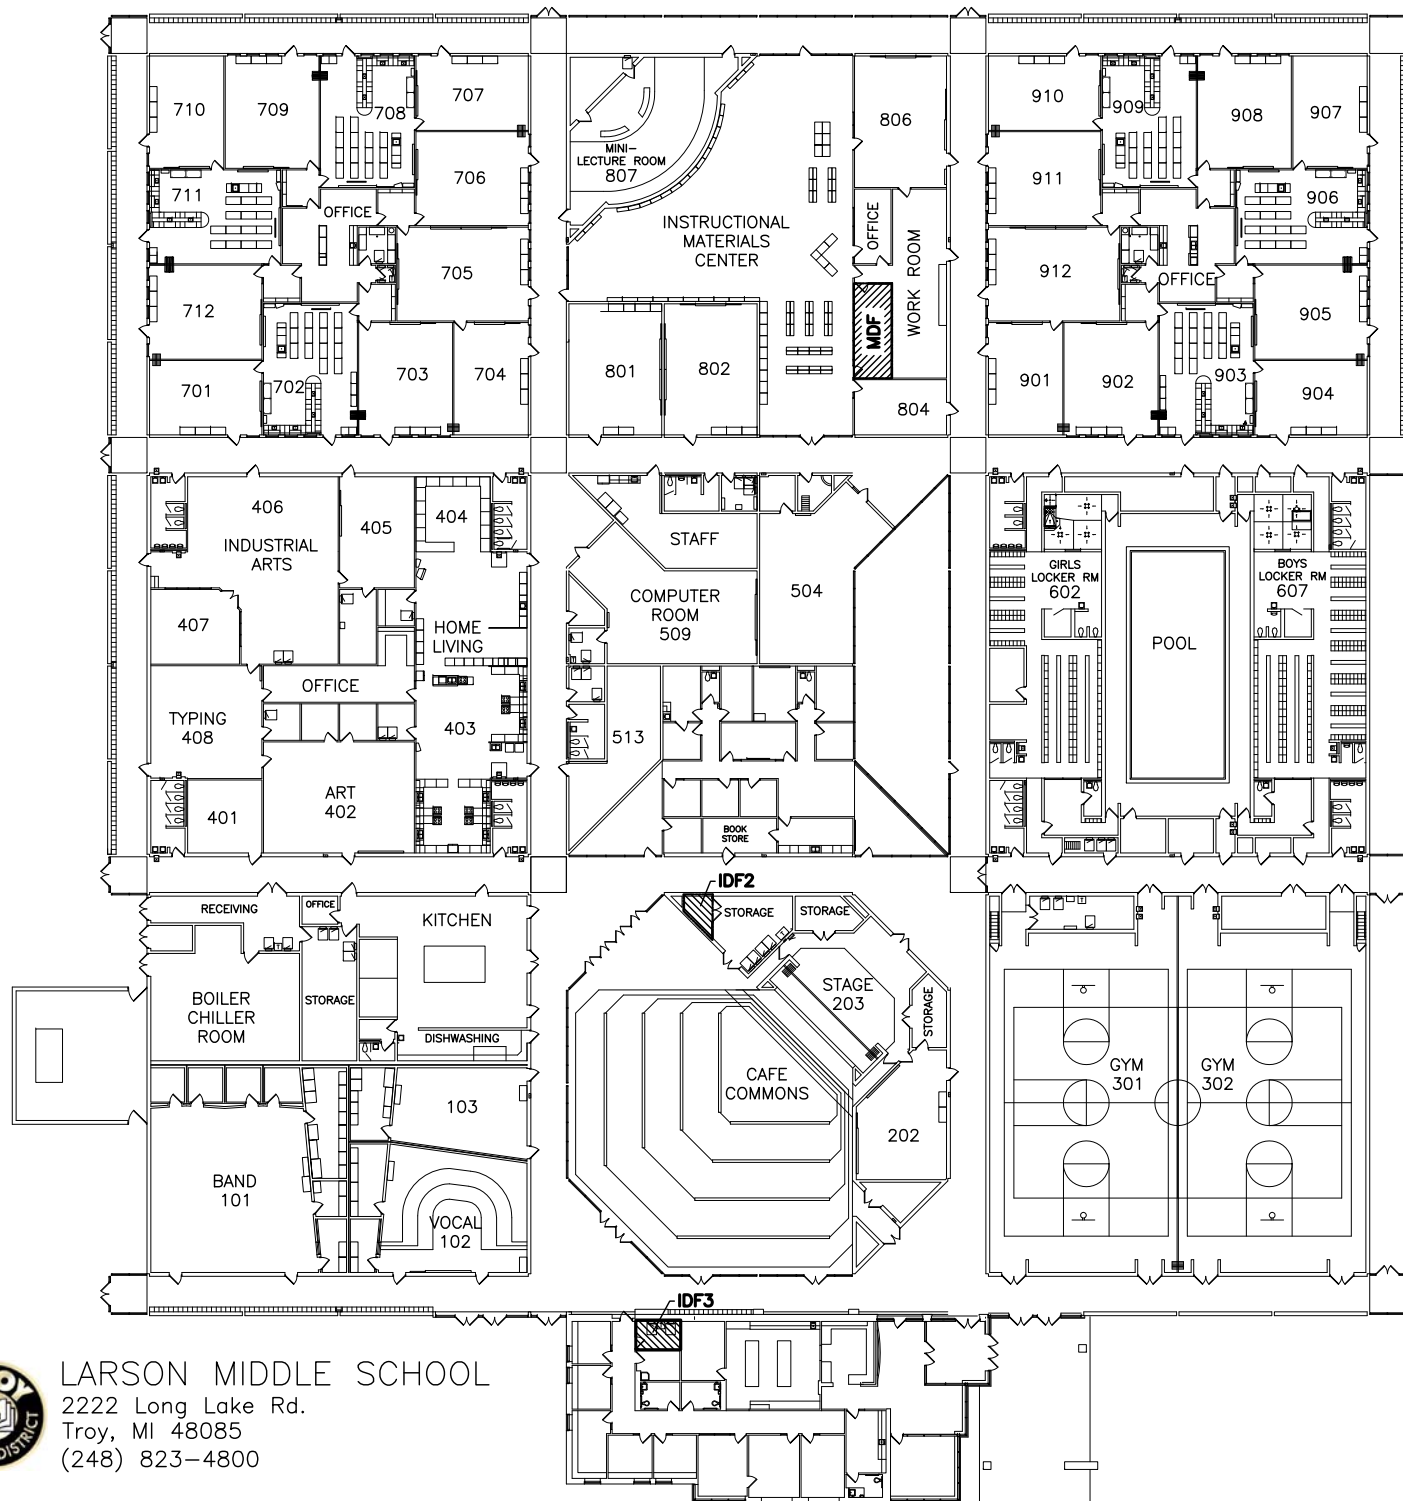 710
709
708
707
711
706
OFFICE
705
712
701
702
703
704
MINI-
LECTURE ROOM
807
INSTRUCTIONAL
MATERIALS
CENTER
806
OFFICE
WORK ROOM
MDF
801
802
804
910
909
908
907
911
906
912
OFFICE
905
901
902
903
904
406
INDUSTRIAL
ARTS
405
404
407
HOME
LIVING
OFFICE
TYPING
408
403
401
ART
402
STAFF
COMPUTER
ROOM
509
504
513
BOOK
STORE
GIRLS
LOCKER RM
602
POOL
BOYS
LOCKER RM
607
RECEIVING
OFFICE
KITCHEN
BOILER
CHILLER
ROOM
STORAGE
DISHWASHING
103
BAND
101
VOCAL
102
IDF2
STORAGE
STORAGE
STAGE
203
STORAGE
CAFE
COMMONS
202
GYM
301
GYM
302
IDF3
OY
DISTRICT
LARSON MIDDLE SCHOOL
2222 Long Lake Rd.
Troy, MI 48085
(248) 823-4800